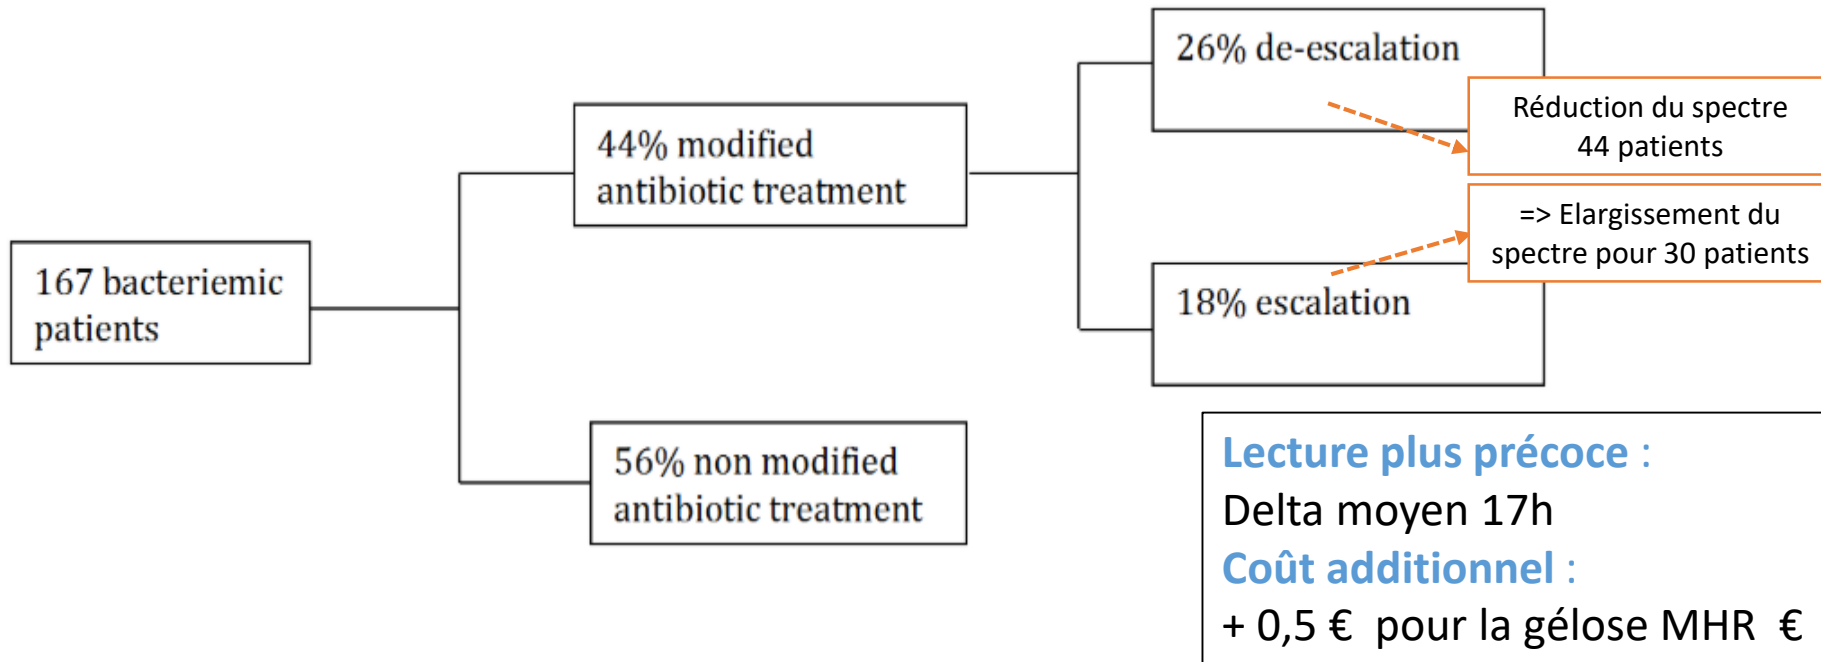 26% de-escalation
Réduction du spectre
44 patients
44% modified
antibiotic treatment
=> Elargissement du
spectre pour 30 patients
167 bacteriemic
patients
18% escalation
56% non modified
antibiotic treatment
Lecture plus précoce :
Delta moyen 17h
Coût additionnel :
+ 0,5 € pour la gélose MHR €